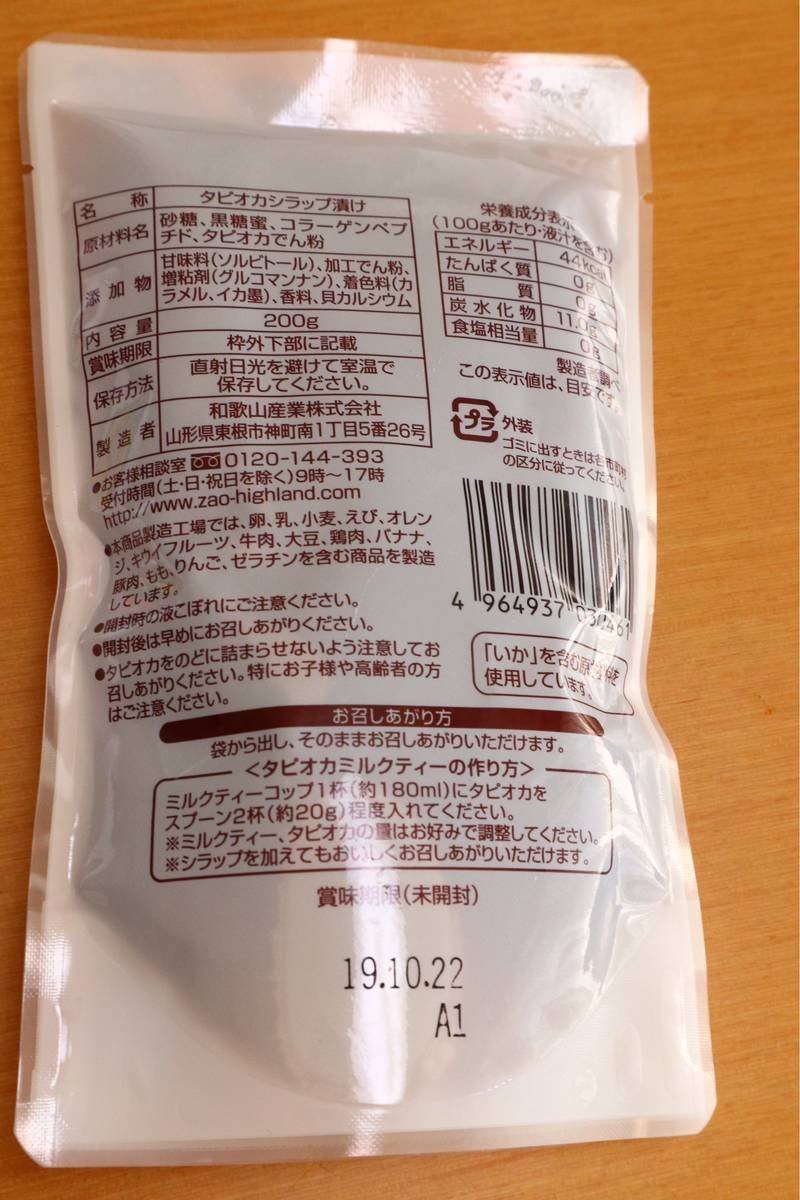 名称 タピオカシラップ漬け
原材料名 砂糖、黒糖蜜、コラーゲンペプ
チド、タピオカでん粉
添加物 甘味料(ソルビトール)、加工でん粉、
増粘剤(グルコマンナン)、着色料(カ
ラメル、イカ墨)、香料、貝カルシウム
内容量 200g
賞味期限 枠外下部に記載
保存方法 直射日光を避けて室温で
保存してください。
製造者 和歌山産業株式会社
山形県東根市神町南1丁目5番26号
●お客様相談室 0120-144-393
受付時間(土・日・祝日を除く)9時〜17時
http://www.zao-highland.com
●本商品製造工場では、卵、乳、小麦、えび、オレン
ジ、キウイフルーツ、牛肉、大豆、鶏肉、バナナ、
豚肉、もも、りんご、ゼラチンを含む商品を製造
しています。
●開封時の液こぼれにご注意ください。
●開封後は早めにお召しあがりください。
●タピオカをのどに詰まらせないよう注意してお
召しあがりください。特にお子様や高齢者の方
はご注意ください。
栄養成分表示
(100gあたり・液汁を含む)
エネルギー 44kcal
たんぱく質 0g
脂質 0g
炭水化物 11.0g
食塩相当量 0g
製造者調べ
この表示値は、目安です。
プラ 外装
ゴミに出すときは各市町村
の区分に従ってください。
4 964937
「いか」を含む原材料を
使用しています。
お召しあがり方
袋から出し、そのままお召しあがりいただけます。
<タピオカミルクティーの作り方>
ミルクティーコップ1杯(約180ml)にタピオカを
スプーン2杯(約20g)程度入れてください。
※ミルクティー、タピオカの量はお好みで調整してください。
※シラップを加えてもおいしくお召しあがりいただけます。
賞味期限(未開封)
19.10.22
A1